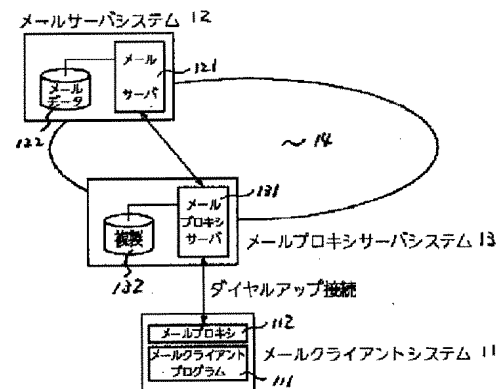 メールサーバシステム 12
メール
サーバ
121
メール
データ
122
14
131
メール
プロキシ
サーバ
複製
132
メールプロキシサーバシステム 13
ダイヤルアップ接続
メールプロキシ
112
メールクライアントシステム 11
メールクライアント
プログラム
111